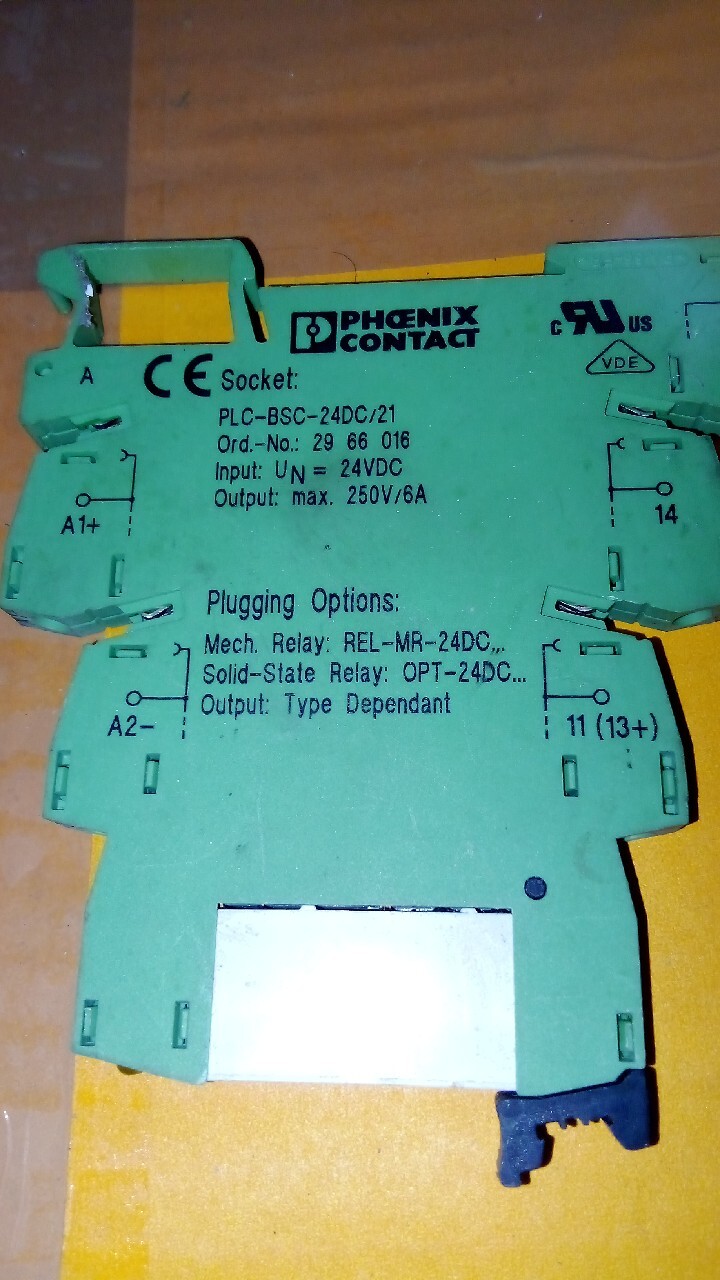 PHŒNIX
CONTACT
c RU US
VDE
A
CE Socket:
PLC-BSC-24DC/21
Ord.-No.: 29 66 016
Input: UN = 24VDC
Output: max. 250V/6A
A1+
14
Plugging Options:
Mech. Relay: REL-MR-24DC...
Solid-State Relay: OPT-24DC...
Output: Type Dependant
A2-
11 (13+)